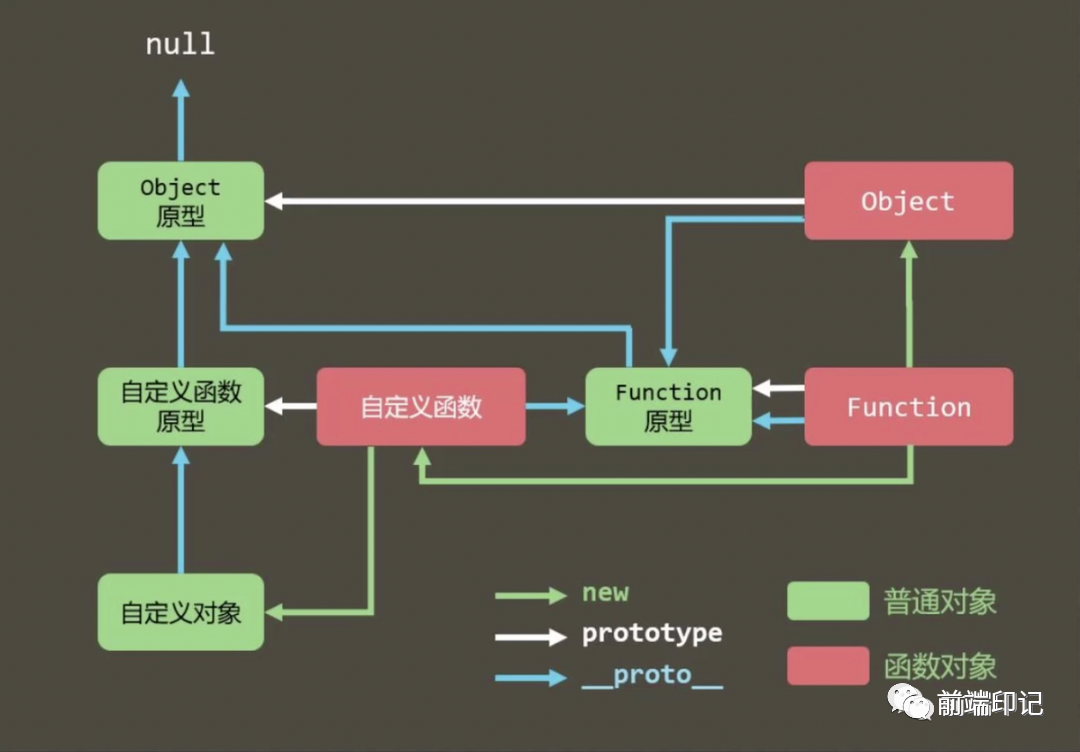 null
Object
原型
Object
自定义函数
原型
自定义函数
Function
原型
Function
自定义对象
new
prototype
__proto__
普通对象
函数对象
前端印记